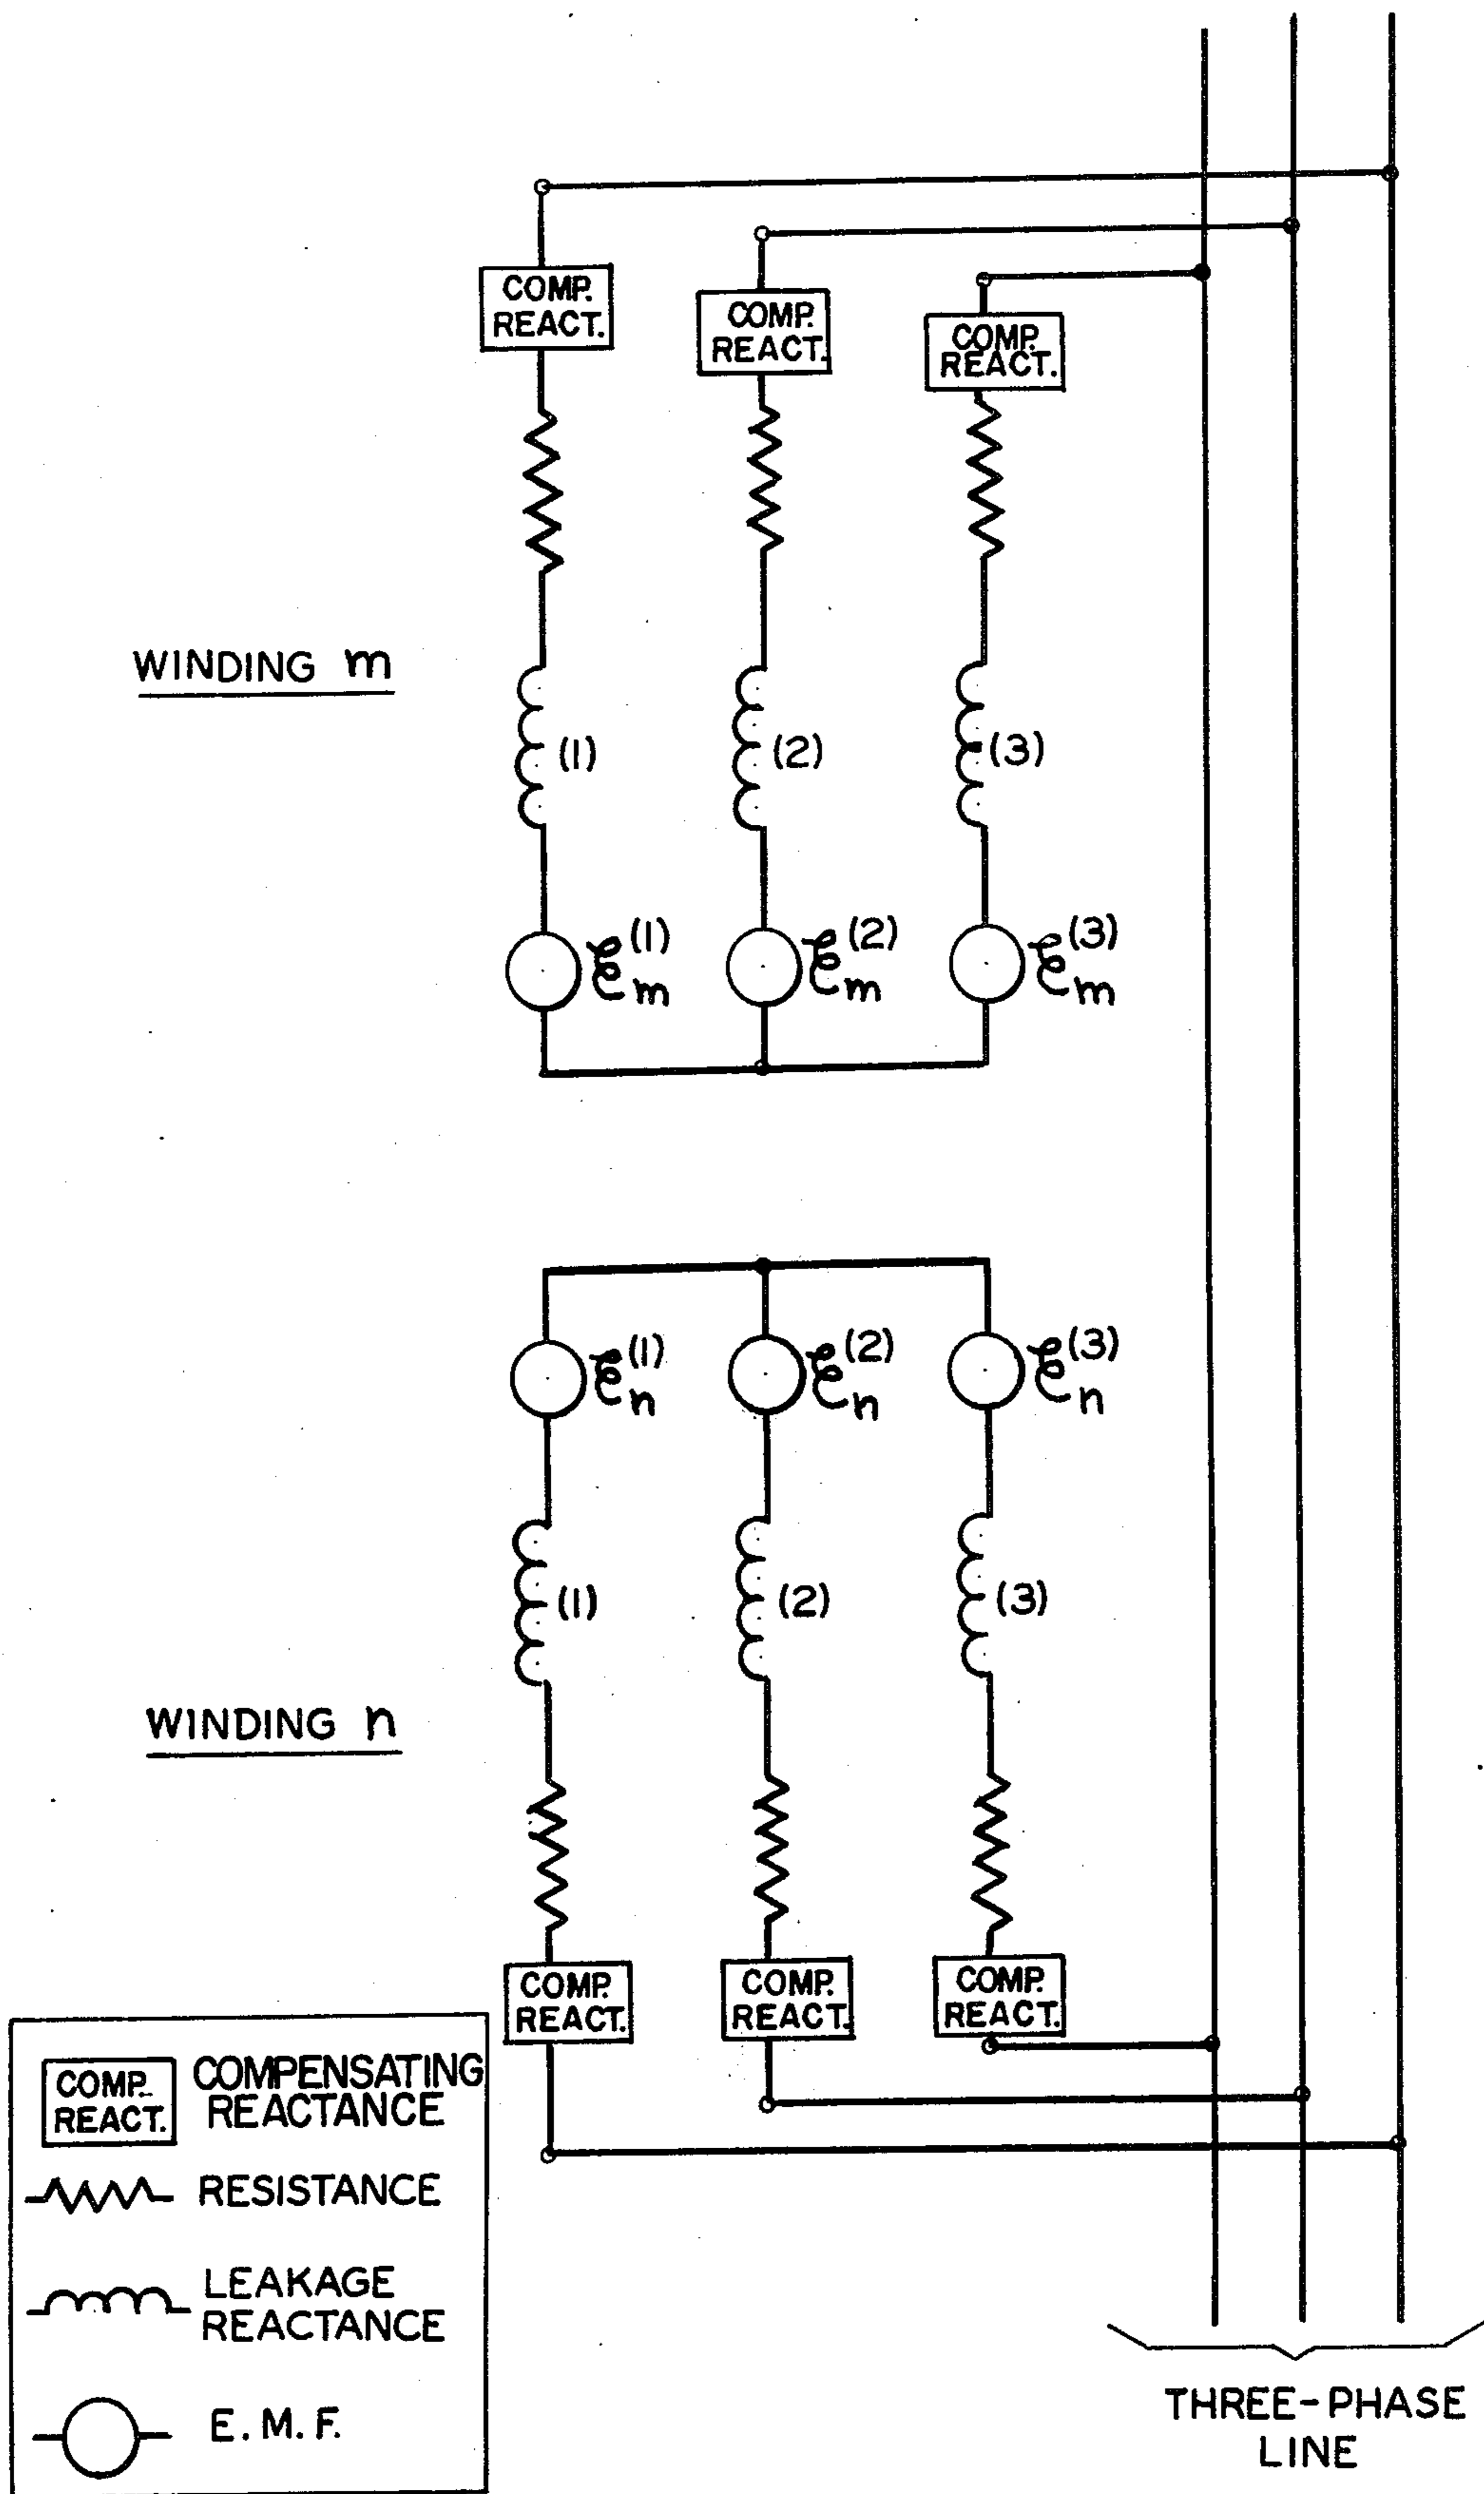 COMP.
REACT.
COMP.
REACT.
COMP.
REACT.
WINDING m
(1)
(2)
(3)
ℰm(1)
ℰm(2)
ℰm(3)
ℰn(1)
ℰn(2)
ℰn(3)
(1)
(2)
(3)
WINDING n
COMP.
REACT.
COMP.
REACT.
COMP.
REACT.
COMP.
REACT.
COMPENSATING
REACTANCE
RESISTANCE
LEAKAGE
REACTANCE
E.M.F.
THREE-PHASE
LINE